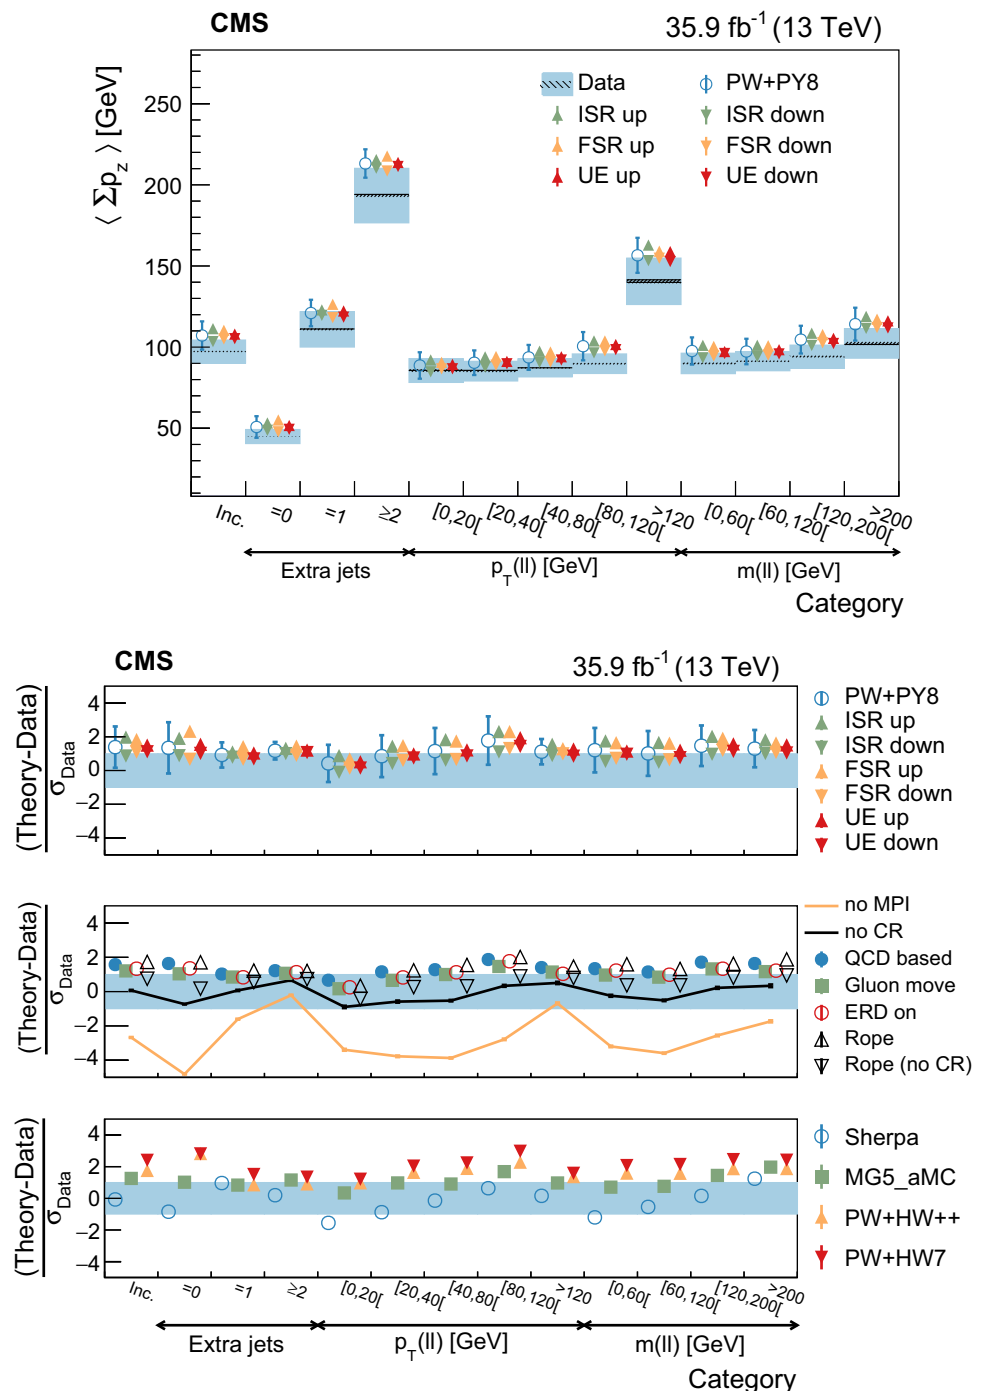 CMS 35.9 fb⁻¹ (13 TeV)
⟨ Σp_z ⟩ [GeV]
250
200
150
100
50
Data PW+PY8
ISR up ISR down
FSR up FSR down
UE up UE down
Inc. =0 =1 ≥2 [0,20[ [20,40[ [40,80[ [80,120[ >120 [0,60[ [60,120[ [120,200[ >200
Extra jets p_T(ll) [GeV] m(ll) [GeV]
Category
CMS 35.9 fb⁻¹ (13 TeV)
(Theory-Data)
σ_Data
4
2
0
−2
−4
PW+PY8
ISR up
ISR down
FSR up
FSR down
UE up
UE down
(Theory-Data)
σ_Data
4
2
0
−2
−4
no MPI
no CR
QCD based
Gluon move
ERD on
Rope
Rope (no CR)
(Theory-Data)
σ_Data
4
2
0
−2
−4
Sherpa
MG5_aMC
PW+HW++
PW+HW7
Inc. =0 =1 ≥2 [0,20[ [20,40[ [40,80[ [80,120[ >120 [0,60[ [60,120[ [120,200[ >200
Extra jets p_T(ll) [GeV] m(ll) [GeV]
Category